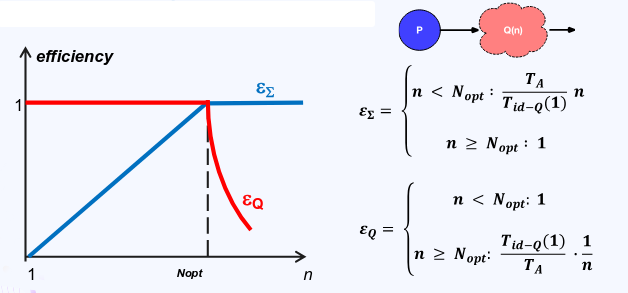 P
Q(n)
efficiency
1
εΣ
εQ
1
Nopt
n
εΣ = { n < Nopt : TA / Tid−Q(1) n
n ≥ Nopt : 1
εQ = { n < Nopt: 1
n ≥ Nopt: Tid−Q(1) / TA · 1 / n